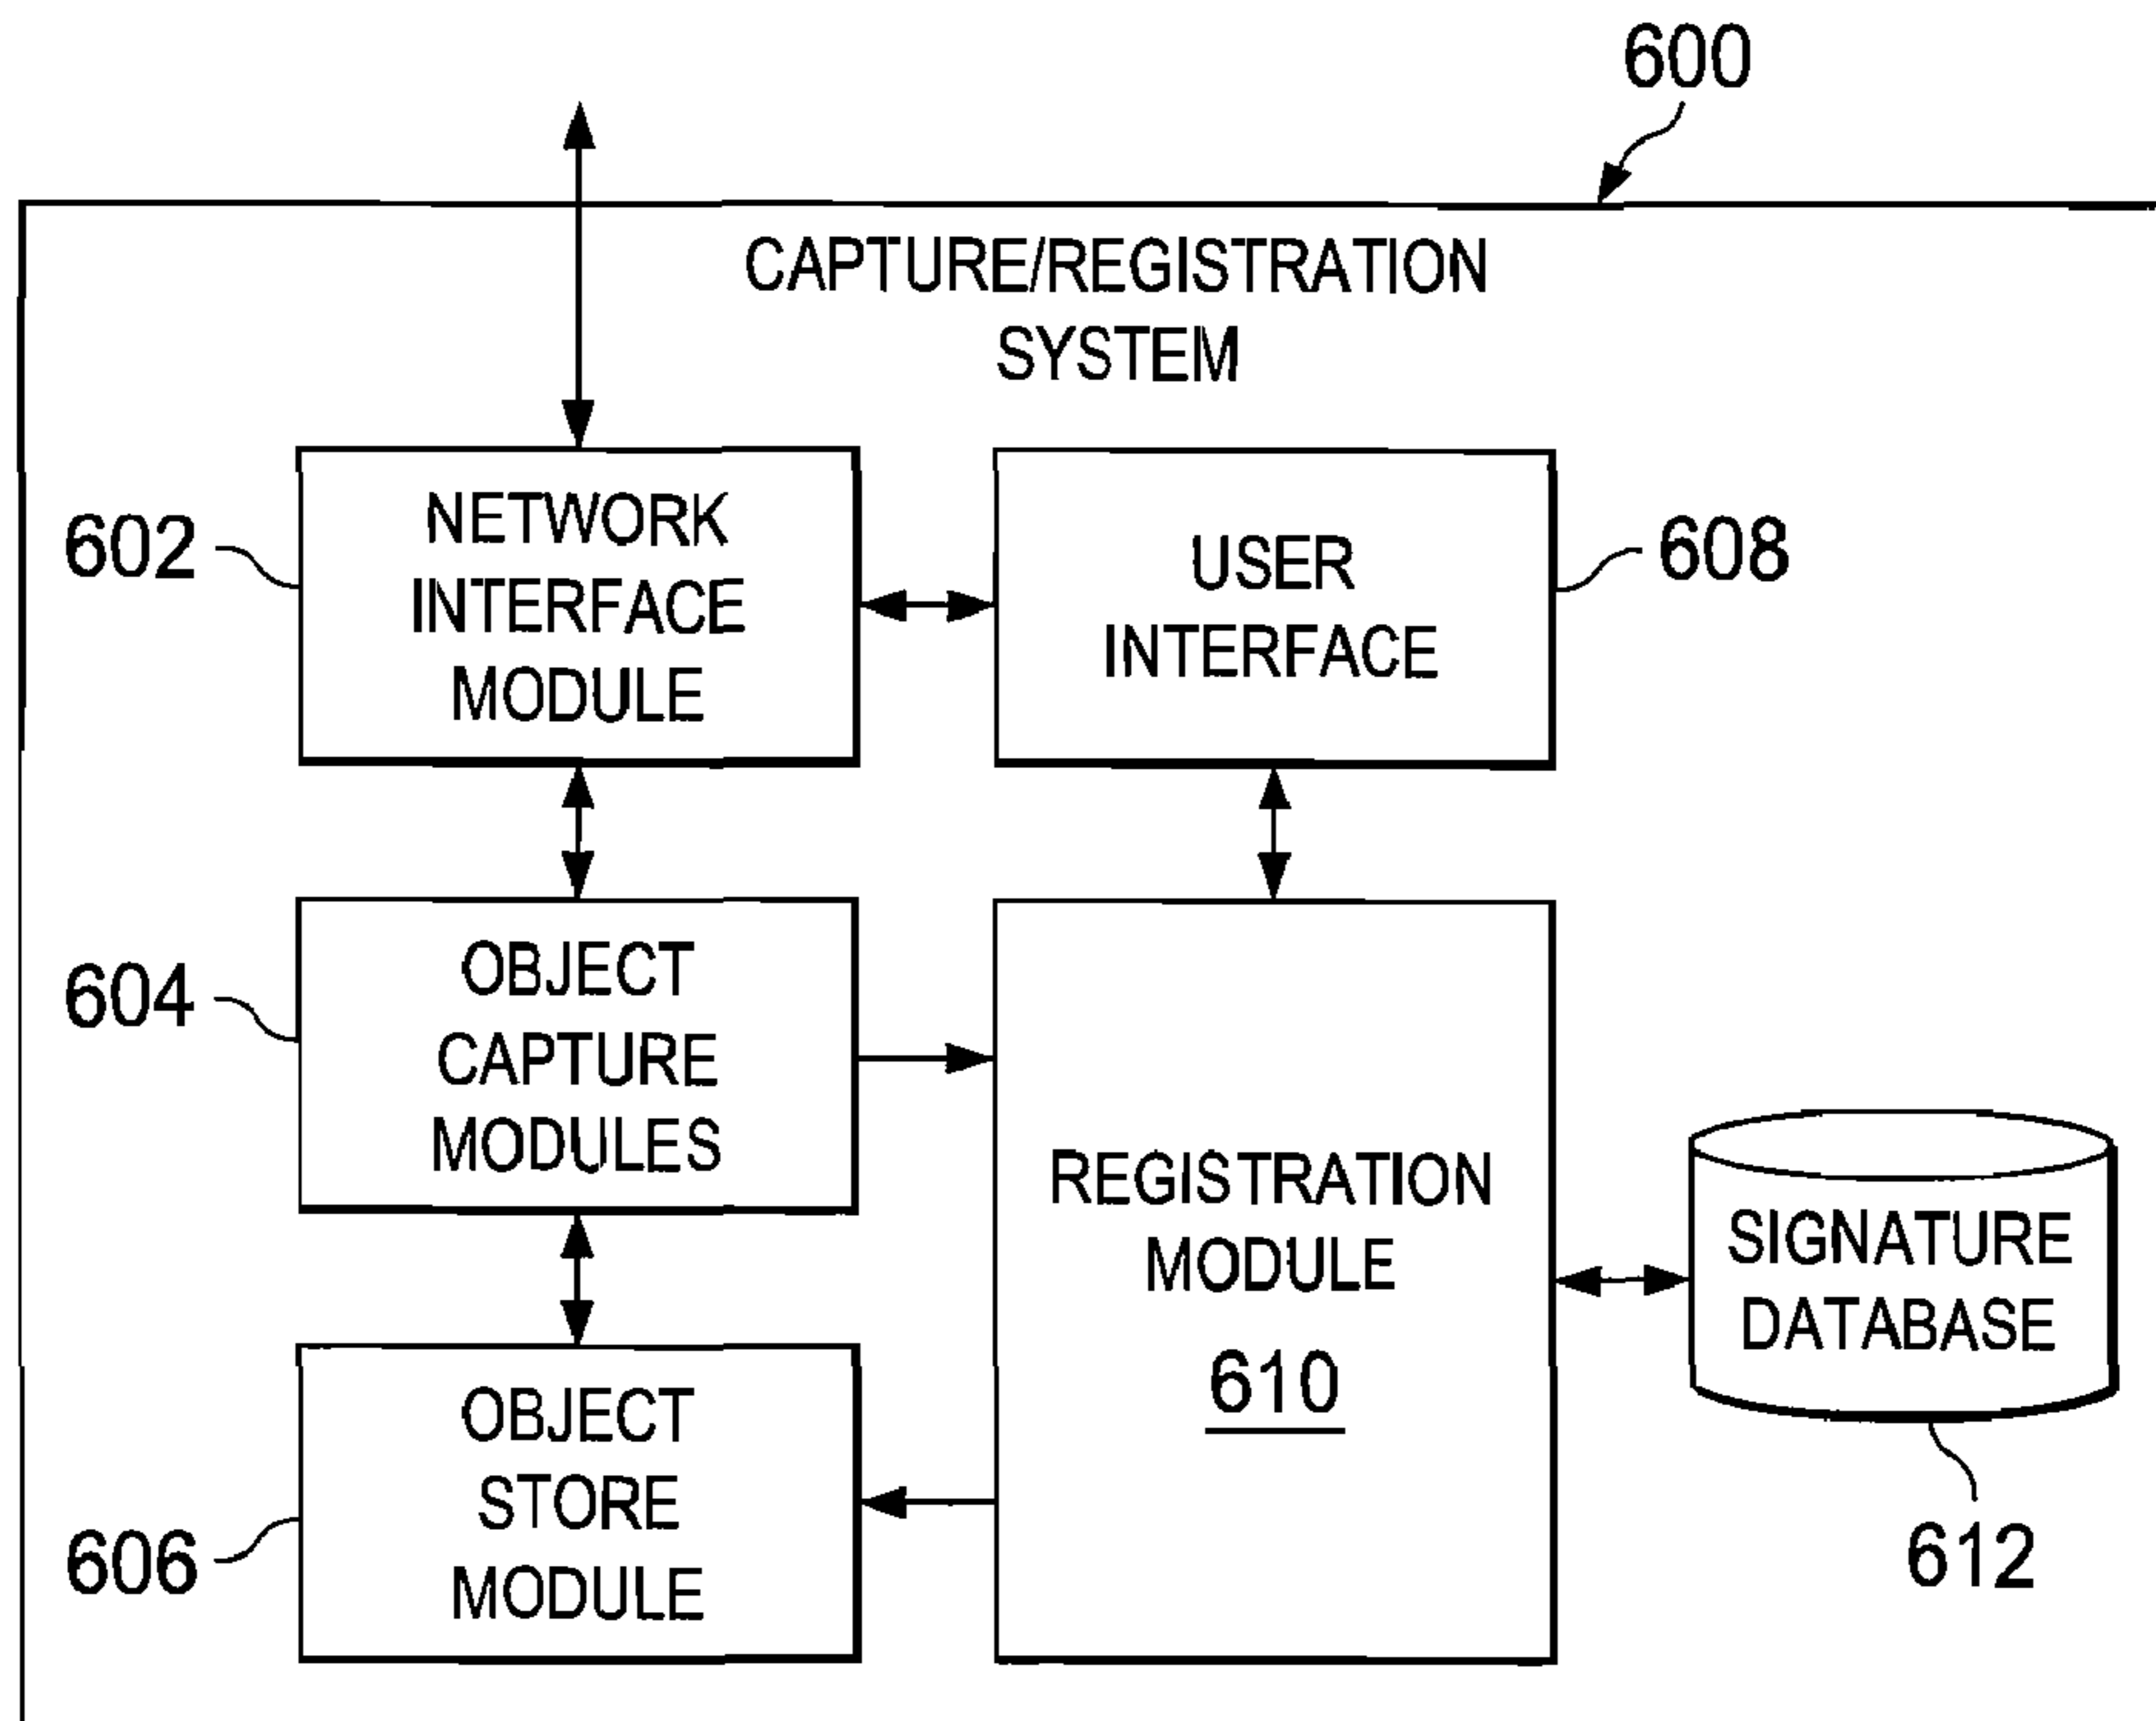 600
CAPTURE/REGISTRATION
SYSTEM
602
NETWORK
INTERFACE
MODULE
USER
INTERFACE
608
604
OBJECT
CAPTURE
MODULES
REGISTRATION
MODULE
610
SIGNATURE
DATABASE
612
606
OBJECT
STORE
MODULE